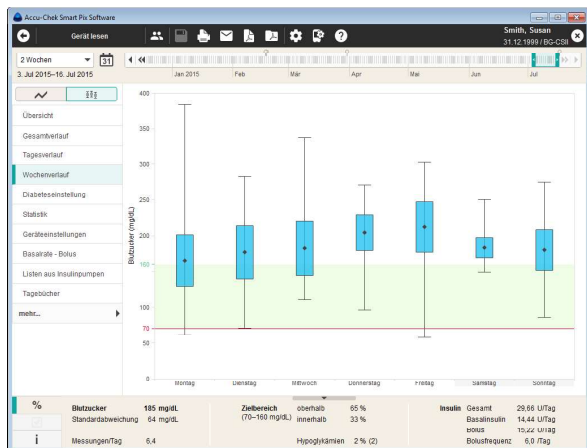 Accu-Chek Smart Pix Software
Gerät lesen
Smith, Susan
31.12.1999 / BG-CSII
2 Wochen
31
3. Jul 2015–16. Jul 2015
Jan 2015 Feb Mär Apr Mai Jun Jul
Übersicht
Gesamtverlauf
Tagesverlauf
Wochenverlauf
Diabeteseinstellung
Statistik
Geräteeinstellungen
Basalrate - Bolus
Listen aus Insulinpumpen
Tagebücher
mehr...
Blutzucker (mg/dL)
400
350
300
250
200
160
100
70
50
0
Montag Dienstag Mittwoch Donnerstag Freitag Samstag Sonntag
%
i
Blutzucker 185 mg/dL
Standardabweichung 64 mg/dL
Messungen/Tag 6,4
Zielbereich oberhalb 65 %
(70–160 mg/dL) innerhalb 33 %
Hypoglykämien 2 % (2)
Insulin Gesamt 29,66 U/Tag
Basalinsulin 14,44 U/Tag
Bolus 15,22 U/Tag
Bolusfrequenz 6,0 /Tag